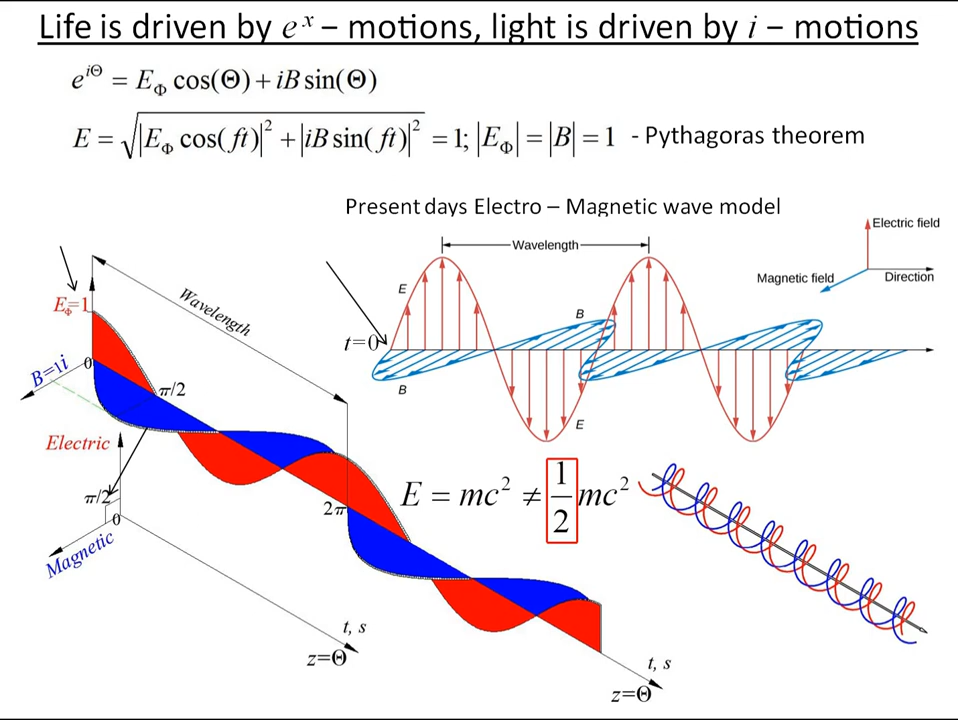 Life is driven by e^x – motions, light is driven by i – motions
e^{iΘ} = E_Φ cos(Θ) + iB sin(Θ)
E = √(|E_Φ cos(ft)|² + |iB sin(ft)|²) = 1; |E_Φ| = |B| = 1 - Pythagoras theorem
Present days Electro – Magnetic wave model
Electric field
Wavelength
Magnetic field
Direction
E
B
t=0
B
E
Wavelength
E_Φ=1
0
B=1i
π/2
Electric
π/2
0
Magnetic
2π
E = mc² ≠ 1/2 mc²
t, s
z=Θ
t, s
z=Θ